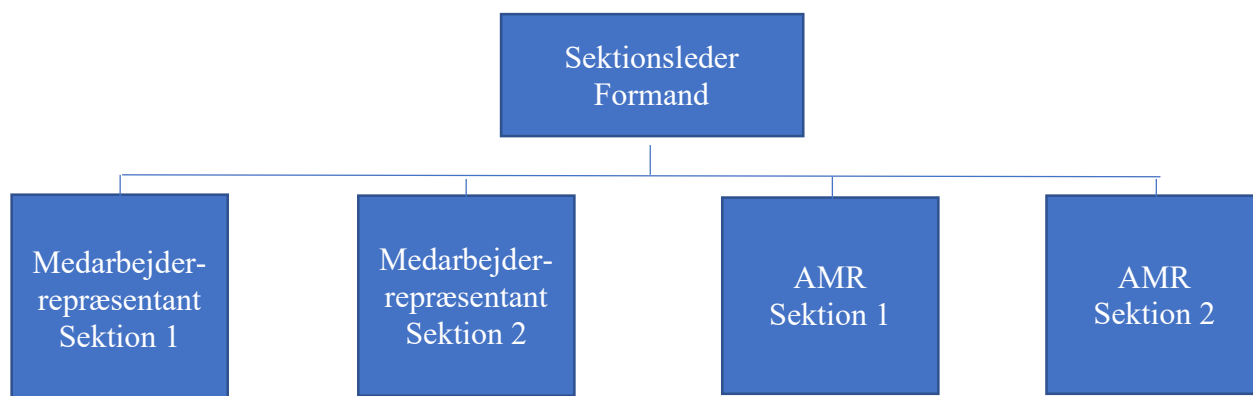 Sektionsleder
Formand
Medarbejder-
repræsentant
Sektion 1
Medarbejder-
repræsentant
Sektion 2
AMR
Sektion 1
AMR
Sektion 2